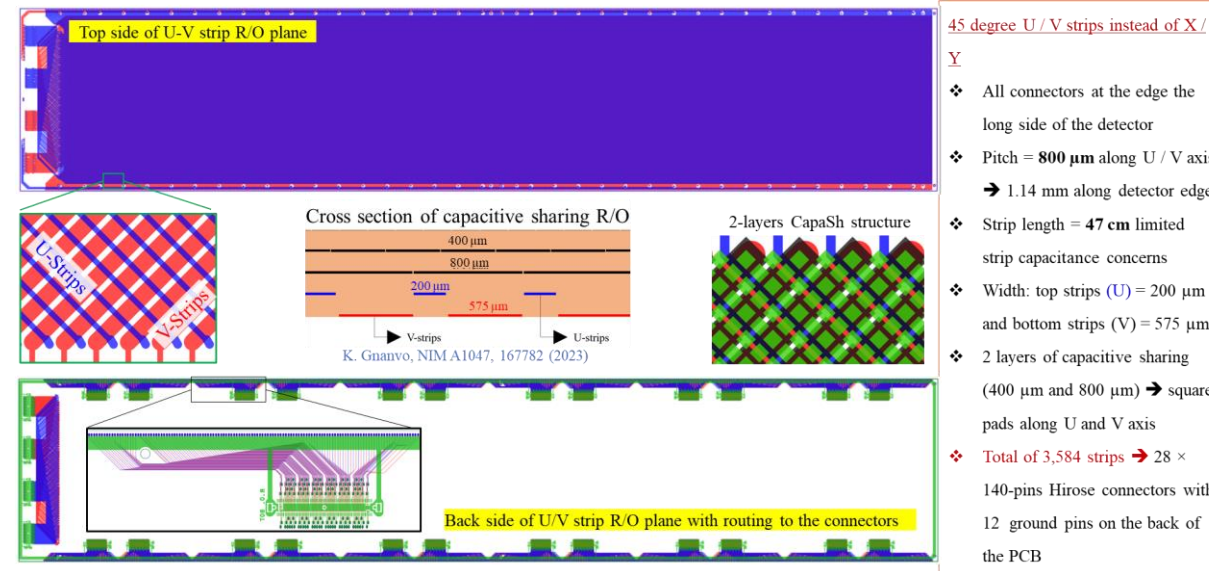 Top side of U-V strip R/O plane
U-Strips
V-Strips
Cross section of capacitive sharing R/O
400 µm
800 µm
200 µm
575 µm
V-strips
U-strips
K. Gnanvo, NIM A1047, 167782 (2023)
2-layers CapaSh structure
Back side of U/V strip R/O plane with routing to the connectors
45 degree U / V strips instead of X /
Y
❖ All connectors at the edge the
long side of the detector
❖ Pitch = 800 µm along U / V axis
➔ 1.14 mm along detector edge
❖ Strip length = 47 cm limited
strip capacitance concerns
❖ Width: top strips (U) = 200 µm
and bottom strips (V) = 575 µm
❖ 2 layers of capacitive sharing
(400 µm and 800 µm) ➔ square
pads along U and V axis
❖ Total of 3,584 strips ➔ 28 ×
140-pins Hirose connectors with
12 ground pins on the back of
the PCB